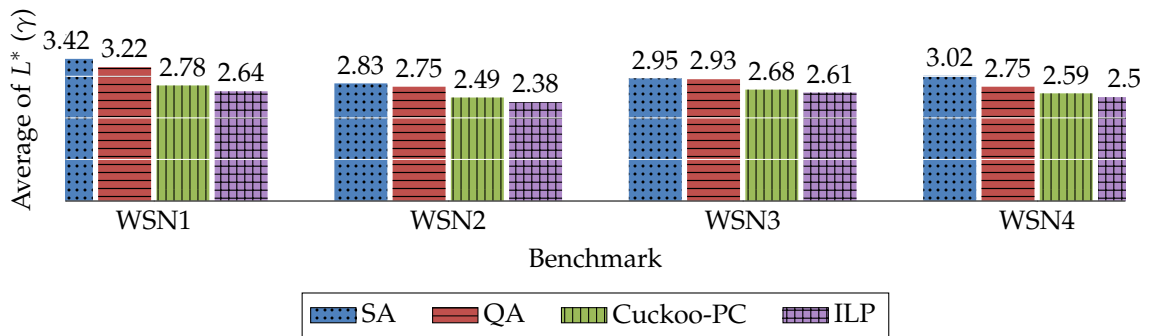 Average of L* (γ)
3.42 3.22 2.78 2.64 2.83 2.75 2.49 2.38 2.95 2.93 2.68 2.61 3.02 2.75 2.59 2.5
WSN1 WSN2 WSN3 WSN4
Benchmark
SA QA Cuckoo-PC ILP